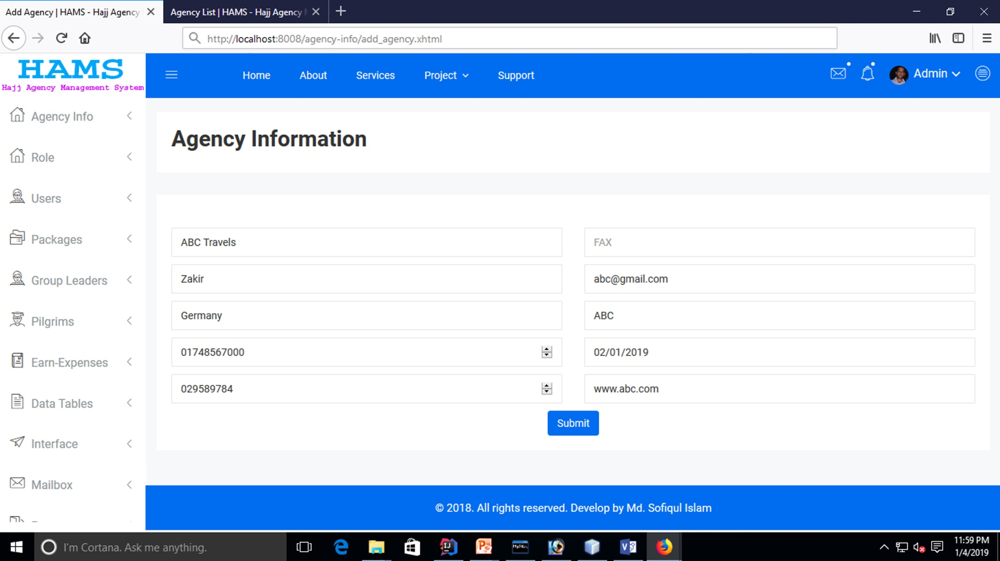 Add Agency | HAMS - Hajj Agency
Agency List | HAMS - Hajj Agency
http://localhost:8008/agency-info/add_agency.xhtml
HAMS
Hajj Agency Management System
Home
About
Services
Project
Support
Admin
Agency Info
Role
Users
Packages
Group Leaders
Pilgrims
Earn-Expenses
Data Tables
Interface
Mailbox
Agency Information
ABC Travels
FAX
Zakir
abc@gmail.com
Germany
ABC
01748567000
02/01/2019
029589784
www.abc.com
Submit
© 2018. All rights reserved. Develop by Md. Sofiqul Islam
I'm Cortana. Ask me anything.
11:59 PM
1/4/2019